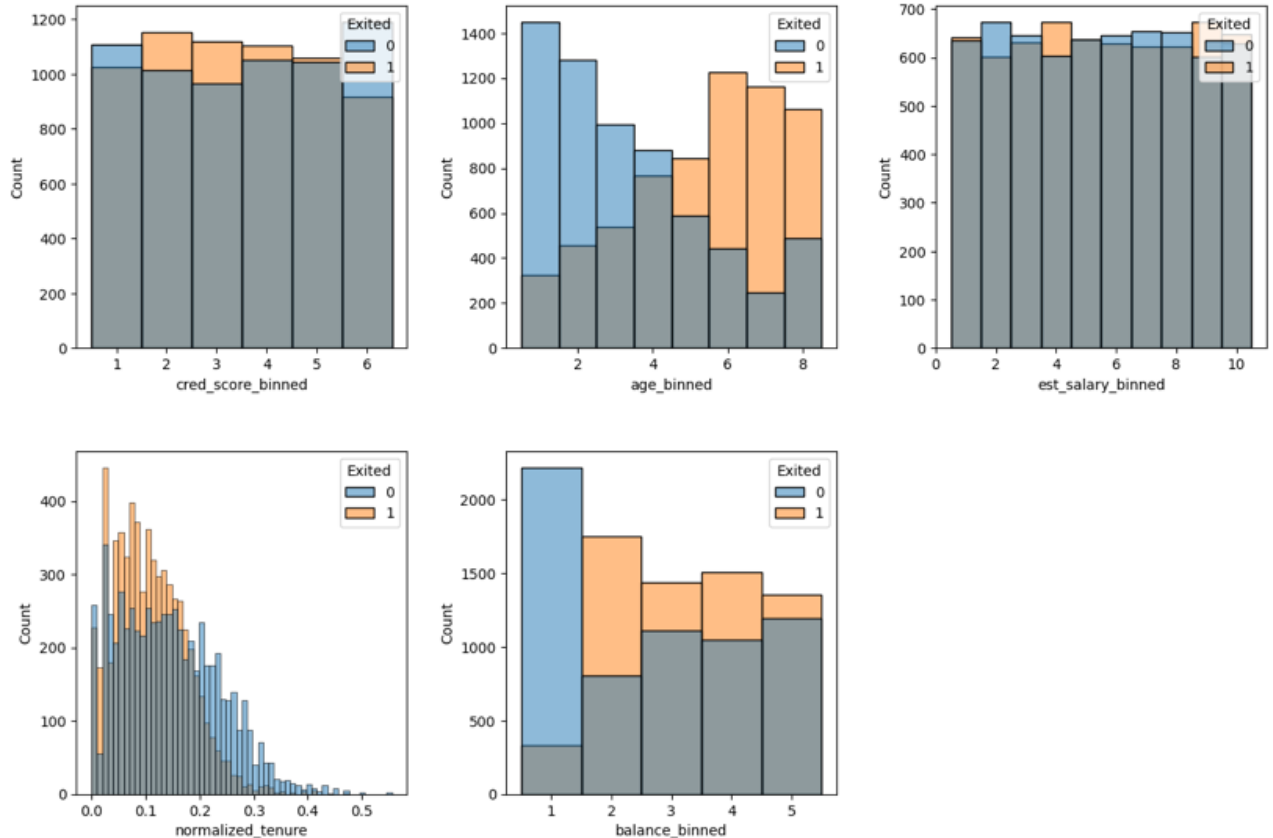 1200
1000
800
600
400
200
0
Count
1 2 3 4 5 6
cred_score_binned
Exited
0
1
1400
1200
1000
800
600
400
200
0
Count
2 4 6 8
age_binned
Exited
0
1
700
600
500
400
300
200
100
0
Count
0 2 4 6 8 10
est_salary_binned
Exited
0
1
400
300
200
100
0
Count
0.0 0.1 0.2 0.3 0.4 0.5
normalized_tenure
Exited
0
1
2000
1500
1000
500
0
Count
1 2 3 4 5
balance_binned
Exited
0
1